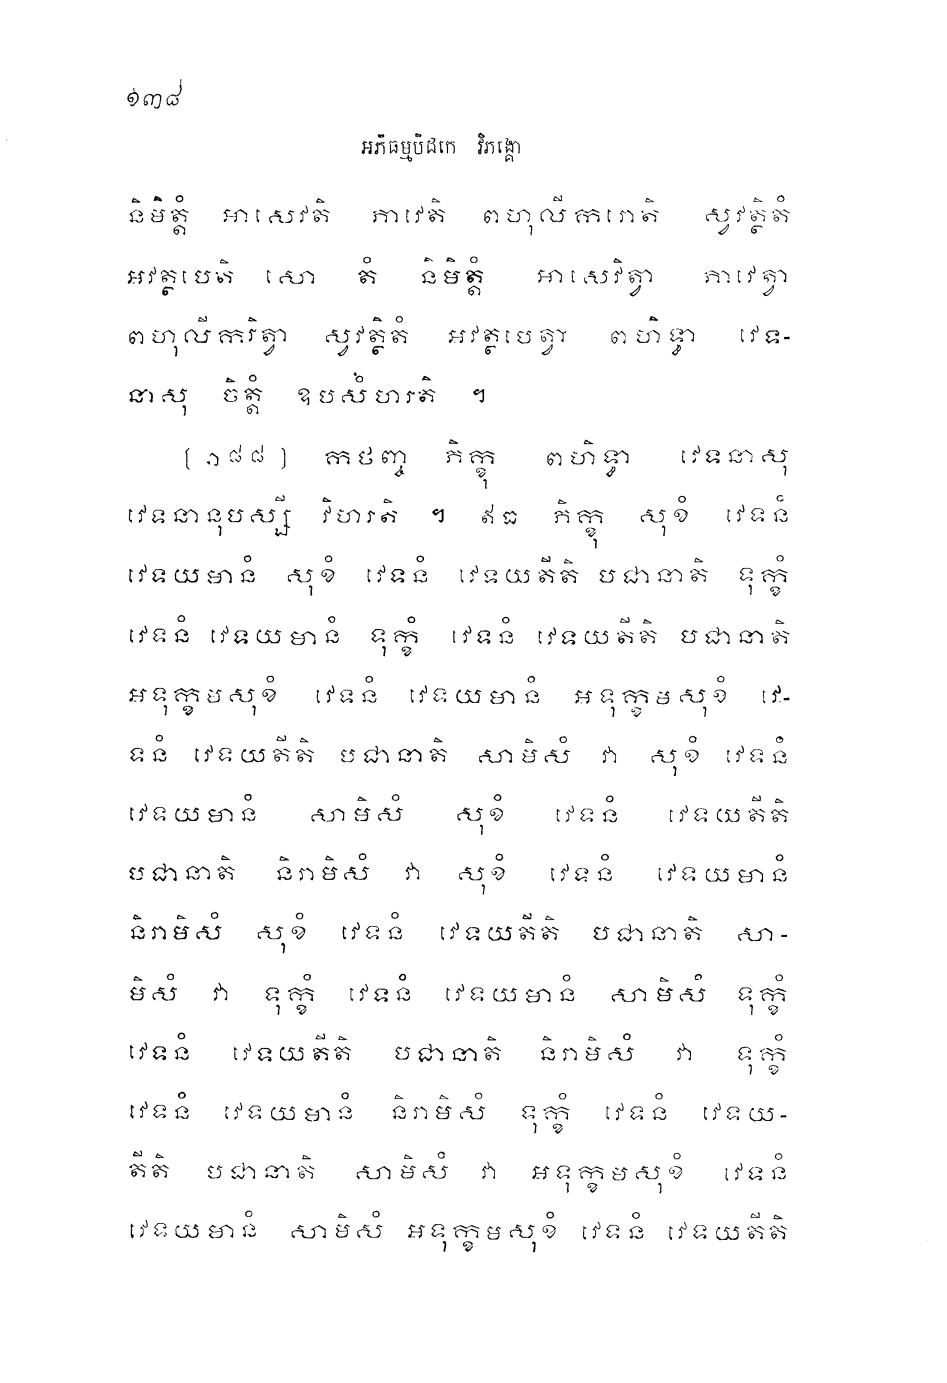 ១៣៨
អភិធម្មបិដកេ វិភង្គោ
និមិត្តំ អាសេវតិ ភាវេតិ ពហុលីករោតិ ស្វវត្ថិតំ
អវត្ថបេតិ សោ តំ និមិត្តំ អាសេវិត្វា ភាវេត្វា
ពហុលីករិត្វា ស្វវត្ថិតំ អវត្ថបេត្វា ពហិទ្ធា វេទ-
នាសុ ចិត្តំ ឧបសំហរតិ ។
[១៨៨] កថញ្ច ភិក្ខុ ពហិទ្ធា វេទនាសុ
វេទនានុបស្សី វិហរតិ ។ ឥធ ភិក្ខុ សុខំ វេទនំ
វេទយមានំ សុខំ វេទនំ វេទយតីតិ បជានាតិ ទុក្ខំ
វេទនំ វេទយមានំ ទុក្ខំ វេទនំ វេទយតីតិ បជានាតិ
អទុក្ខមសុខំ វេទនំ វេទយមានំ អទុក្ខមសុខំ វេ-
ទនំ វេទយតីតិ បជានាតិ សាមិសំ វា សុខំ វេទនំ
វេទយមានំ សាមិសំ សុខំ វេទនំ វេទយតីតិ
បជានាតិ និរាមិសំ វា សុខំ វេទនំ វេទយមានំ
និរាមិសំ សុខំ វេទនំ វេទយតីតិ បជានាតិ សា-
មិសំ វា ទុក្ខំ វេទនំ វេទយមានំ សាមិសំ ទុក្ខំ
វេទនំ វេទយតីតិ បជានាតិ និរាមិសំ វា ទុក្ខំ
វេទនំ វេទយមានំ និរាមិសំ ទុក្ខំ វេទនំ វេទយ-
តីតិ បជានាតិ សាមិសំ វា អទុក្ខមសុខំ វេទនំ
វេទយមានំ សាមិសំ អទុក្ខមសុខំ វេទនំ វេទយតីតិ